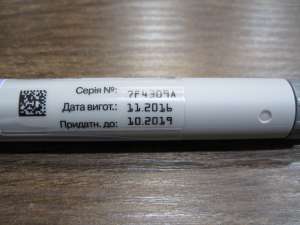 Серія №: 7F4309A
Дата вигот.: 11.2016
Придатн. до: 10.2019